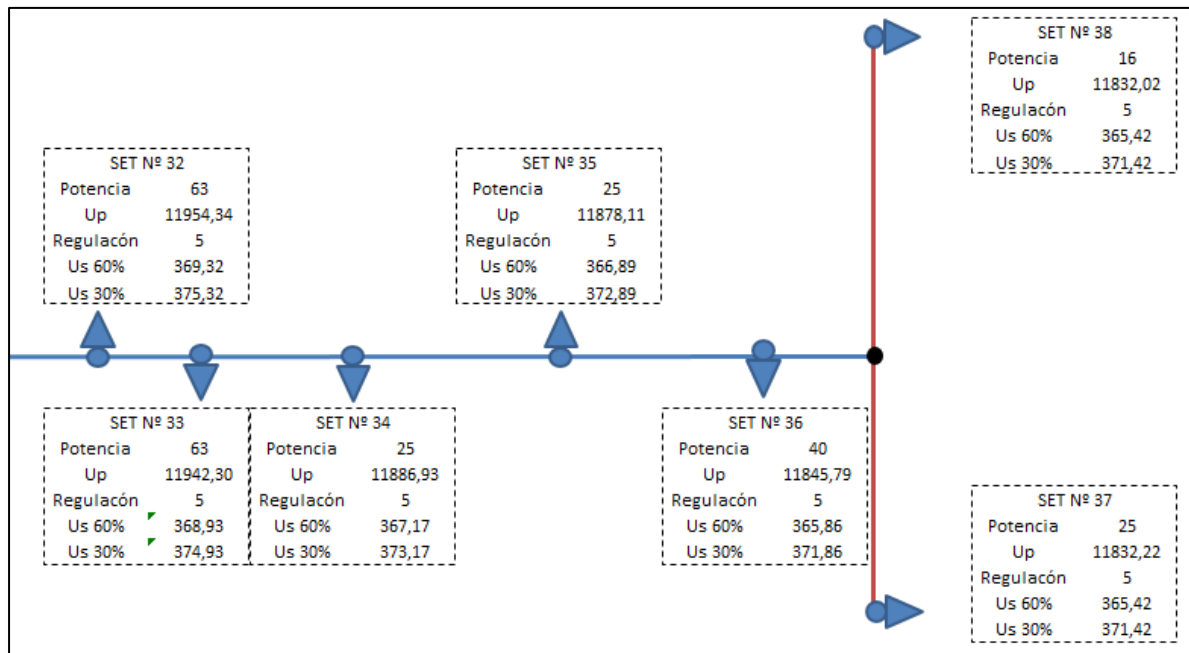 SET Nº 38
Potencia 16
Up 11832,02
Regulacón 5
Us 60% 365,42
Us 30% 371,42
SET Nº 32
Potencia 63
Up 11954,34
Regulacón 5
Us 60% 369,32
Us 30% 375,32
SET Nº 35
Potencia 25
Up 11878,11
Regulacón 5
Us 60% 366,89
Us 30% 372,89
SET Nº 33
Potencia 63
Up 11942,30
Regulacón 5
Us 60% 368,93
Us 30% 374,93
SET Nº 34
Potencia 25
Up 11886,93
Regulacón 5
Us 60% 367,17
Us 30% 373,17
SET Nº 36
Potencia 40
Up 11845,79
Regulacón 5
Us 60% 365,86
Us 30% 371,86
SET Nº 37
Potencia 25
Up 11832,22
Regulacón 5
Us 60% 365,42
Us 30% 371,42